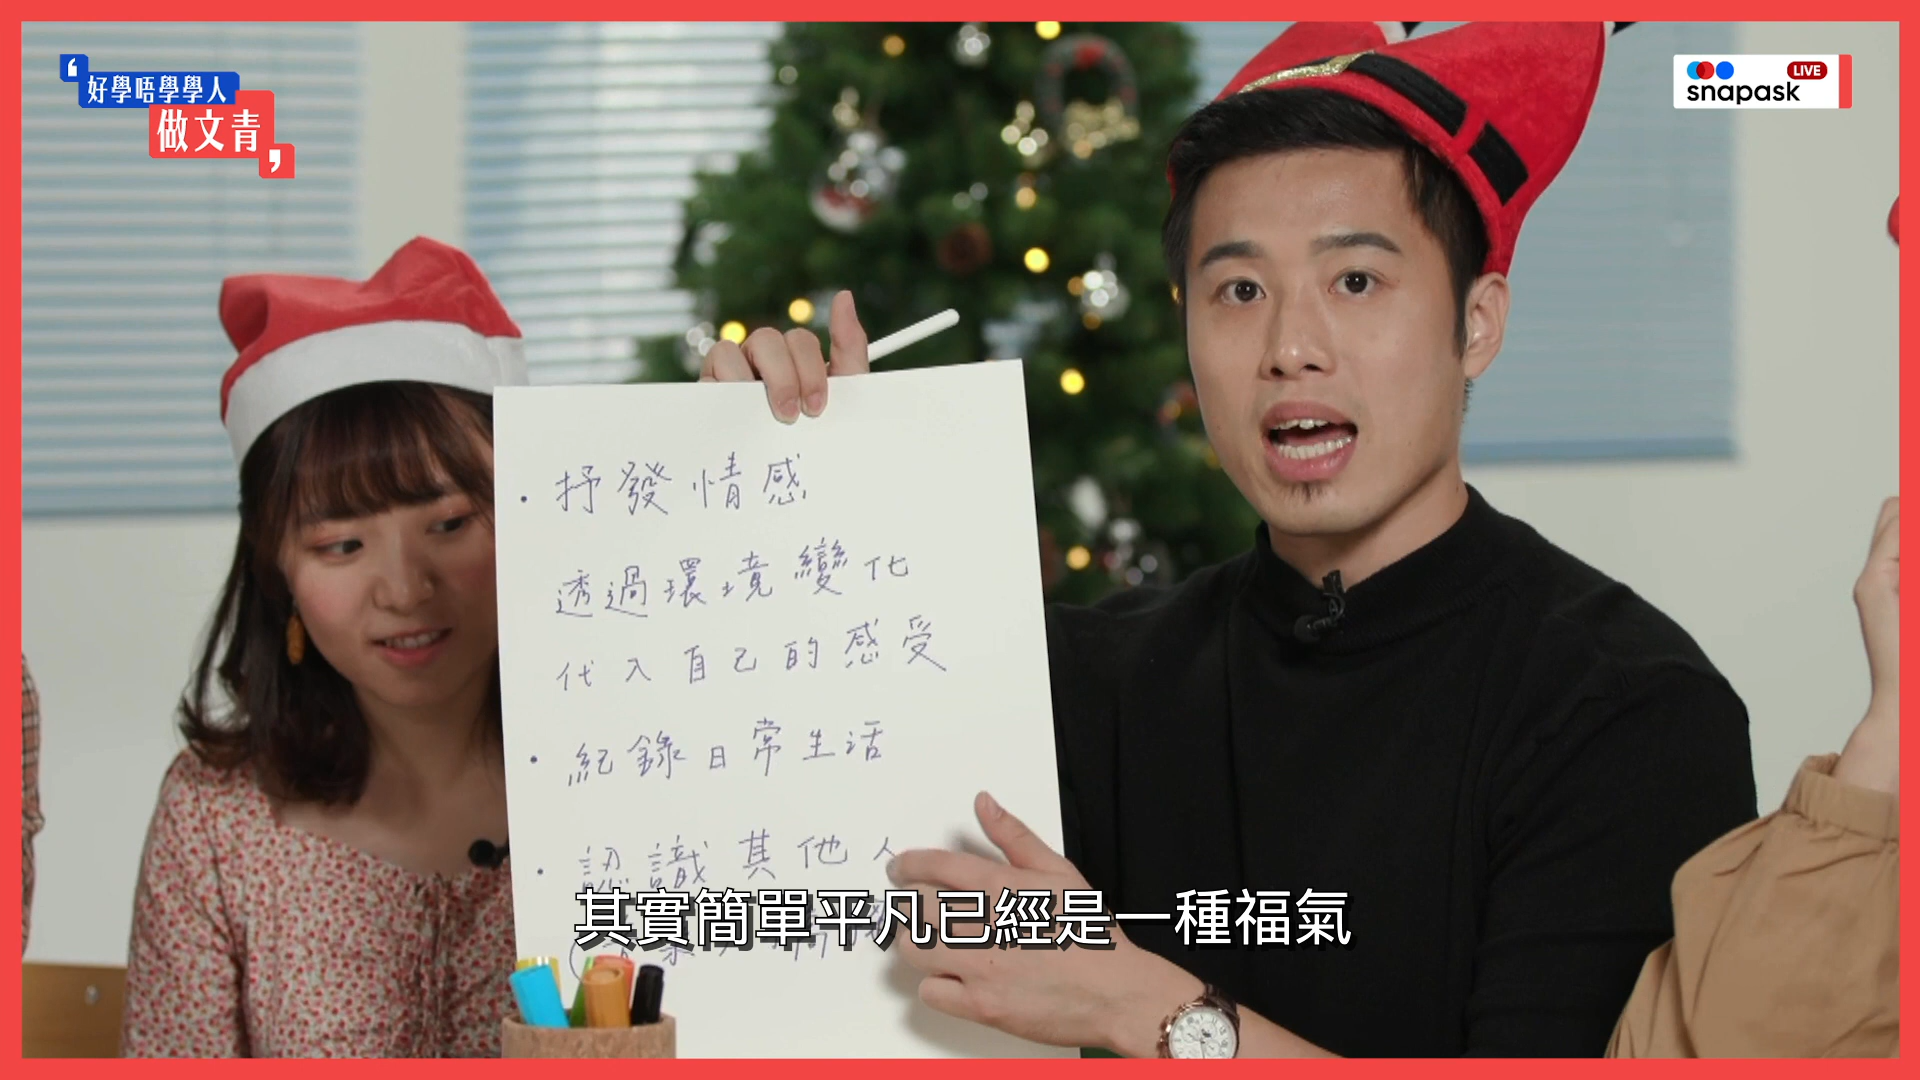 好學唔學學人
做文青
LIVE
snapask
· 抒發情感
透過環境變化
代入自己的感受
· 紀錄日常生活
· 認識其他人
其實簡單平凡已經是一種福氣